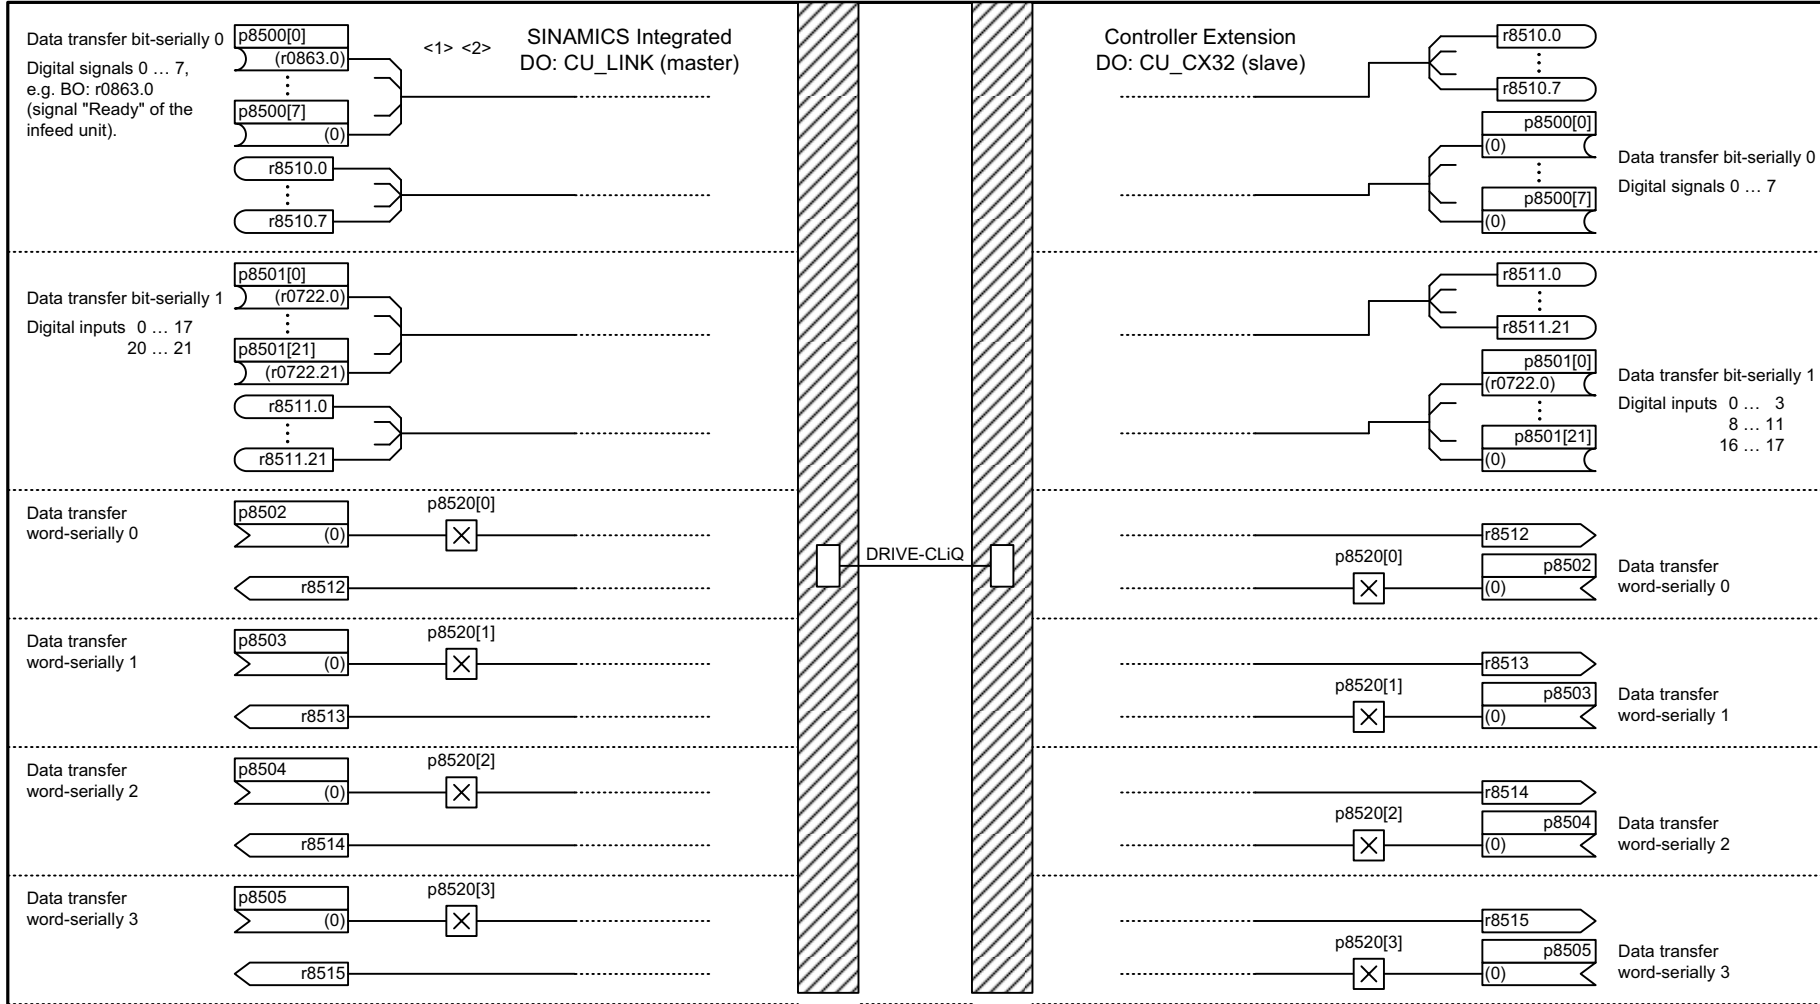 Data transfer bit-serially 0
Digital signals 0 … 7,
e.g. BO: r0863.0
(signal "Ready" of the
infeed unit).
p8500[0]
(r0863.0)
p8500[7]
(0)
r8510.0
r8510.7
<1> <2>
SINAMICS Integrated
DO: CU_LINK (master)
Controller Extension
DO: CU_CX32 (slave)
r8510.0
r8510.7
p8500[0]
(0)
p8500[7]
(0)
Data transfer bit-serially 0
Digital signals 0 … 7
Data transfer bit-serially 1
Digital inputs 0 … 17
20 … 21
p8501[0]
(r0722.0)
p8501[21]
(r0722.21)
r8511.0
r8511.21
r8511.0
r8511.21
p8501[0]
(r0722.0)
p8501[21]
(0)
Data transfer bit-serially 1
Digital inputs 0 … 3
8 … 11
16 … 17
Data transfer
word-serially 0
p8502
(0)
p8520[0]
r8512
DRIVE-CLiQ
r8512
p8520[0]
p8502
(0)
Data transfer
word-serially 0
Data transfer
word-serially 1
p8503
(0)
p8520[1]
r8513
r8513
p8520[1]
p8503
(0)
Data transfer
word-serially 1
Data transfer
word-serially 2
p8504
(0)
p8520[2]
r8514
r8514
p8520[2]
p8504
(0)
Data transfer
word-serially 2
Data transfer
word-serially 3
p8505
(0)
p8520[3]
r8515
r8515
p8520[3]
p8505
(0)
Data transfer
word-serially 3